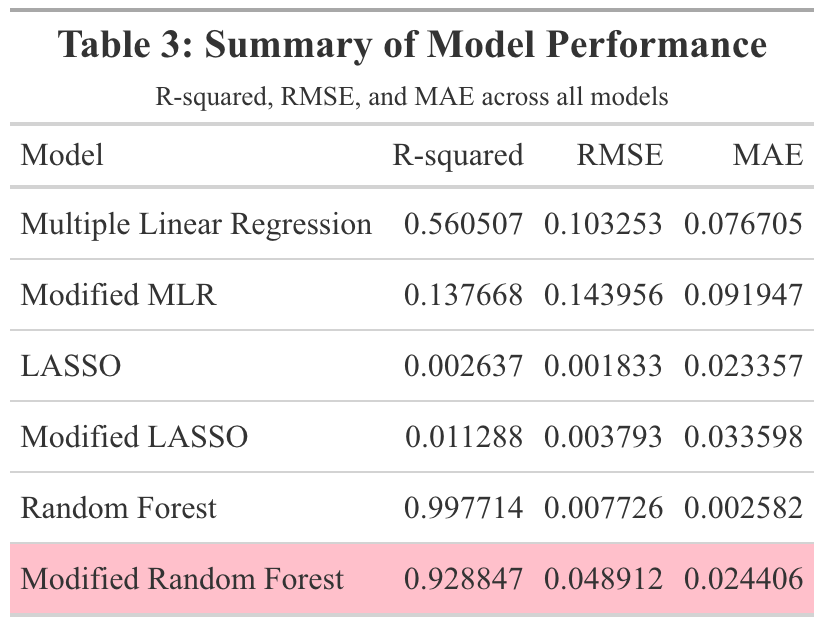 Table 3: Summary of Model Performance
R-squared, RMSE, and MAE across all models
Model R-squared RMSE MAE
Multiple Linear Regression 0.560507 0.103253 0.076705
Modified MLR 0.137668 0.143956 0.091947
LASSO 0.002637 0.001833 0.023357
Modified LASSO 0.011288 0.003793 0.033598
Random Forest 0.997714 0.007726 0.002582
Modified Random Forest 0.928847 0.048912 0.024406